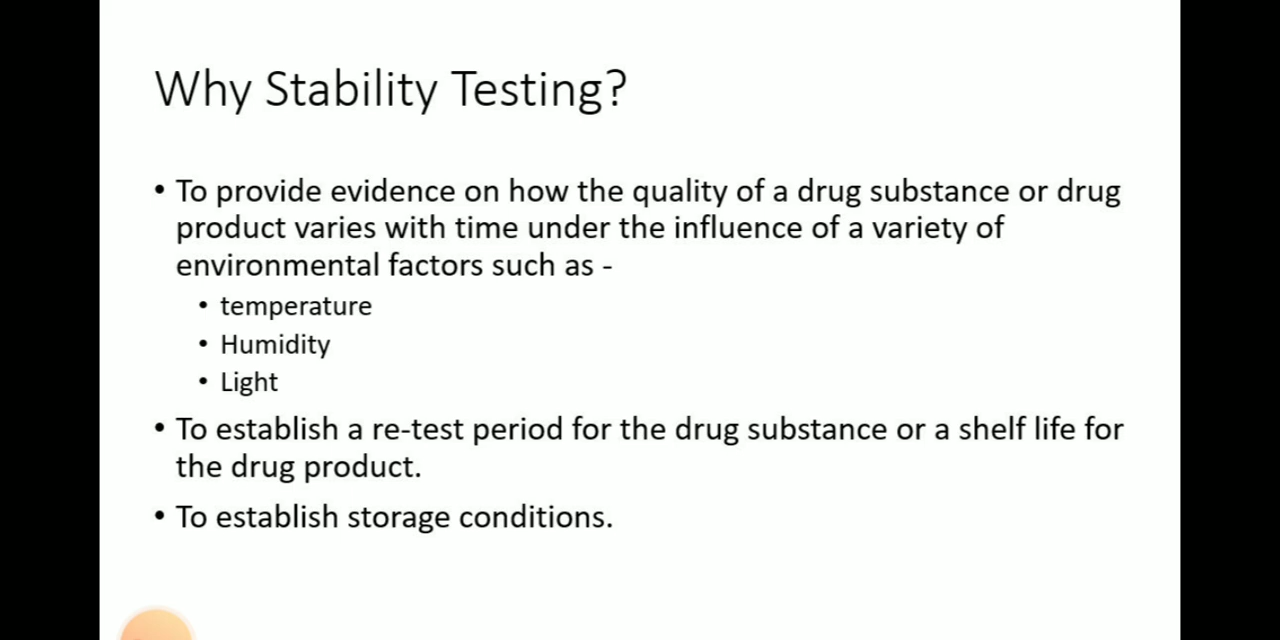 Why Stability Testing?
• To provide evidence on how the quality of a drug substance or drug
product varies with time under the influence of a variety of
environmental factors such as -
• temperature
• Humidity
• Light
• To establish a re-test period for the drug substance or a shelf life for
the drug product.
• To establish storage conditions.